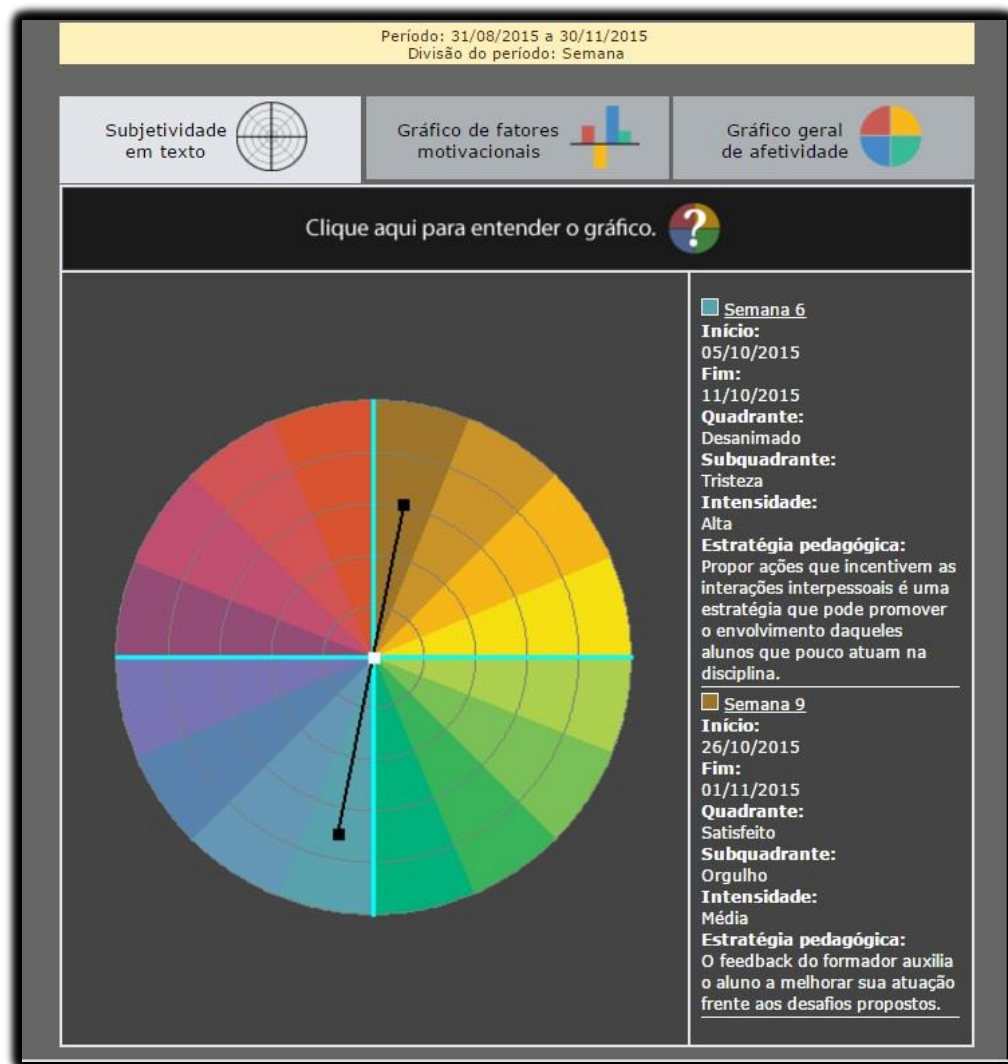 Período: 31/08/2015 a 30/11/2015
Divisão do período: Semana
Subjetividade
em texto
Gráfico de fatores
motivacionais
Gráfico geral
de afetividade
Clique aqui para entender o gráfico.
?
Semana 6
Início:
05/10/2015
Fim:
11/10/2015
Quadrante:
Desanimado
Subquadrante:
Tristeza
Intensidade:
Alta
Estratégia pedagógica:
Propor ações que incentivem as
interações interpessoais é uma
estratégia que pode promover
o envolvimento daqueles
alunos que pouco atuam na
disciplina.
Semana 9
Início:
26/10/2015
Fim:
01/11/2015
Quadrante:
Satisfeito
Subquadrante:
Orgulho
Intensidade:
Média
Estratégia pedagógica:
O feedback do formador auxilia
o aluno a melhorar sua atuação
frente aos desafios propostos.